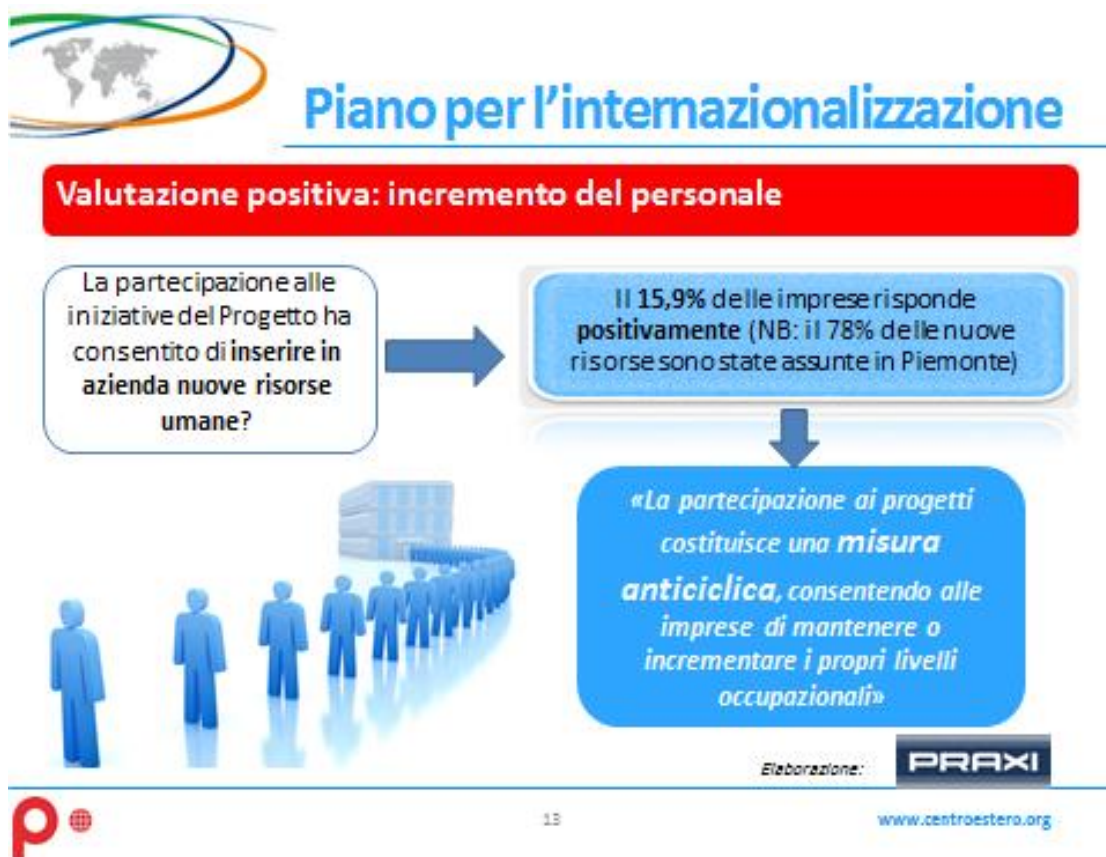 Piano per l'internazionalizzazione
Valutazione positiva: incremento del personale
La partecipazione alle
iniziative del Progetto ha
consentito di inserire in
azienda nuove risorse
umane?
Il 15,9% delle imprese risponde
positivamente (NB: il 78% delle nuove
risorse sono state assunte in Piemonte)
«La partecipazione ai progetti
costituisce una misura
anticiclica, consentendo alle
imprese di mantenere o
incrementare i propri livelli
occupazionali»
Elaborazione:
PRAXI
p
13
www.centroestero.org